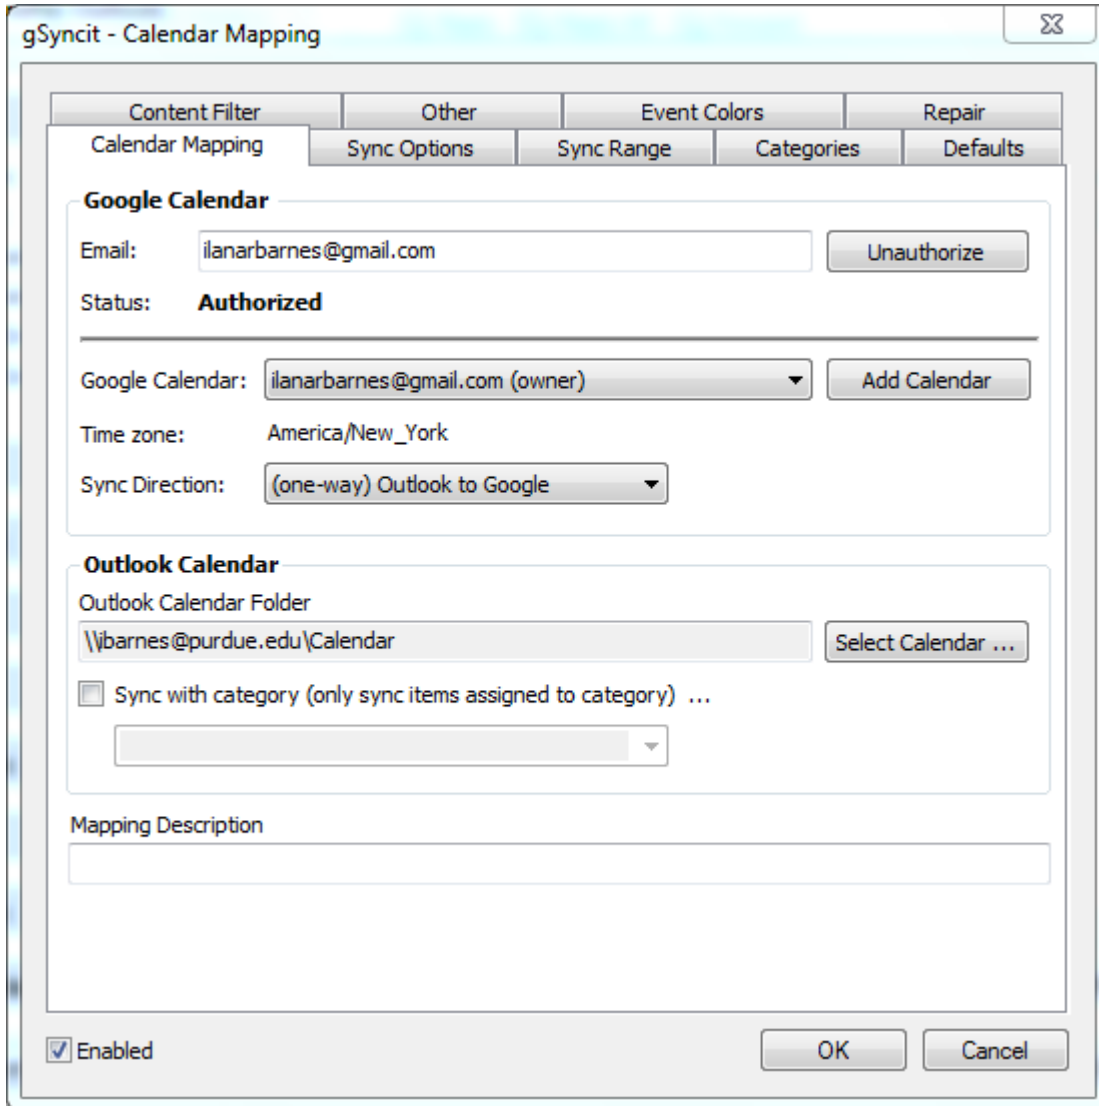 gSyncit - Calendar Mapping
Content Filter Other Event Colors Repair
Calendar Mapping Sync Options Sync Range Categories Defaults
Google Calendar
Email: ilanarbarnes@gmail.com Unauthorize
Status: Authorized
Google Calendar: ilanarbarnes@gmail.com (owner) Add Calendar
Time zone: America/New_York
Sync Direction: (one-way) Outlook to Google
Outlook Calendar
Outlook Calendar Folder
\\ibarnes@purdue.edu\Calendar Select Calendar ...
Sync with category (only sync items assigned to category) ...
Mapping Description
Enabled OK Cancel